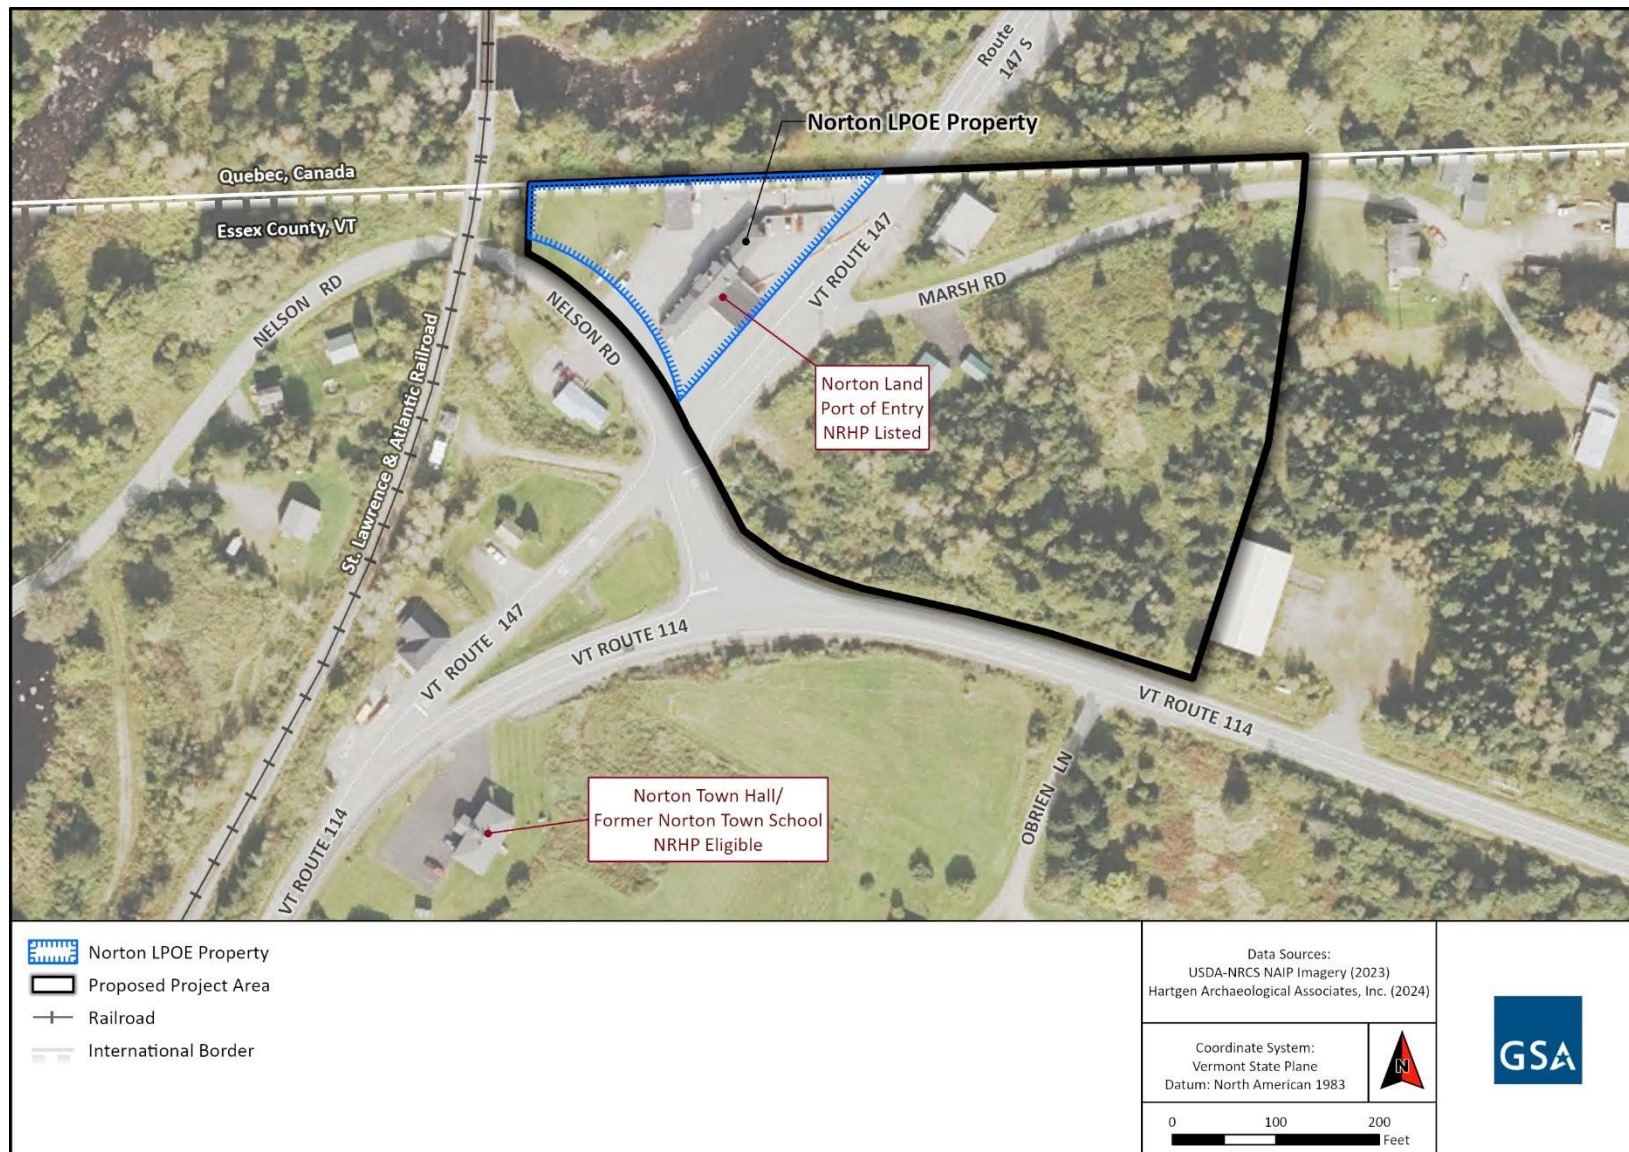 Route
147 S
Norton LPOE Property
Quebec, Canada
Essex County, VT
NELSON RD
NELSON RD
VT ROUTE 147
MARSH RD
St. Lawrence & Atlantic Railroad
Norton Land
Port of Entry
NRHP Listed
VT ROUTE 147
VT ROUTE 114
VT ROUTE 114
OBRIEN LN
Norton Town Hall/
Former Norton Town School
NRHP Eligible
VT ROUTE 114
Norton LPOE Property
Proposed Project Area
Railroad
International Border
Data Sources:
USDA-NRCS NAIP Imagery (2023)
Hartgen Archaeological Associates, Inc. (2024)
Coordinate System:
Vermont State Plane
Datum: North American 1983
N
0 100 200
Feet
GSA